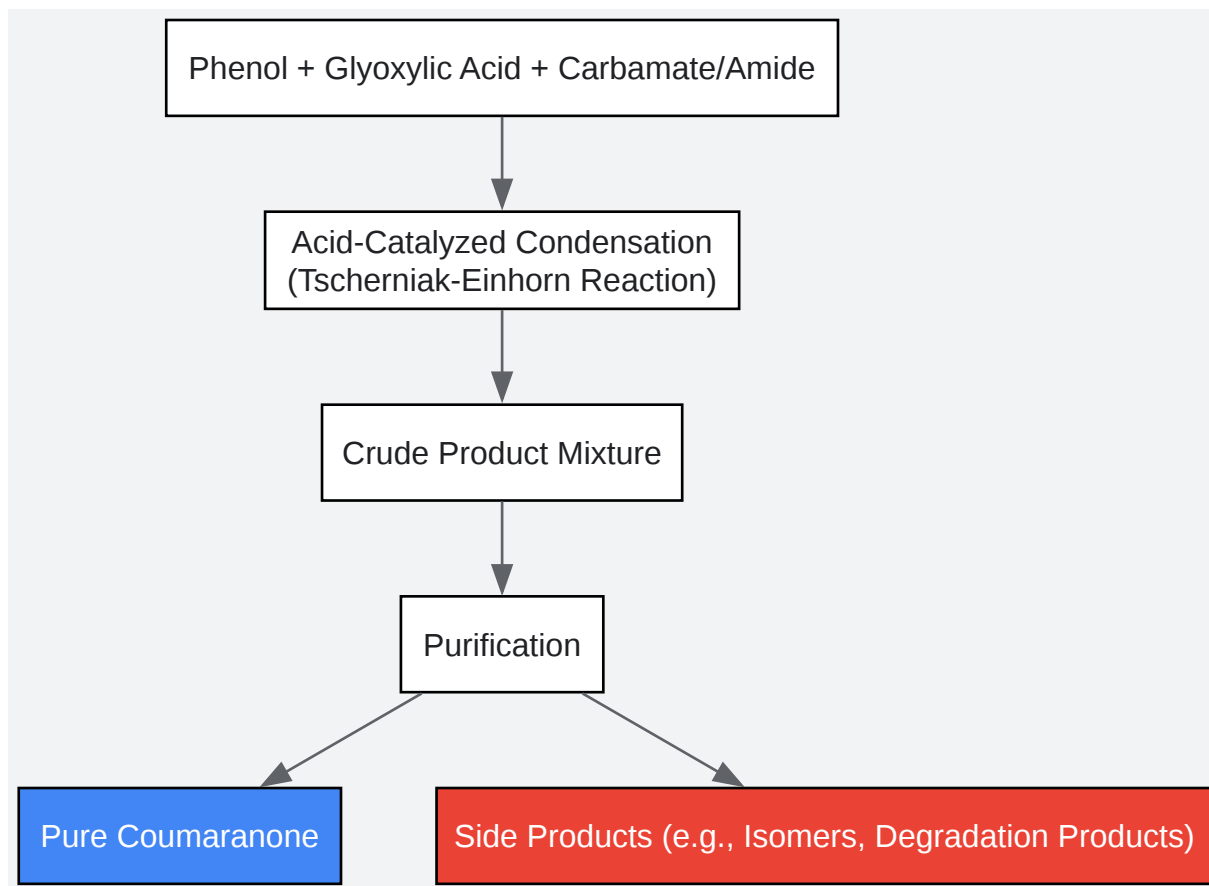 Phenol + Glyoxylic Acid + Carbamate/Amide
Acid-Catalyzed Condensation
(Tscherniak-Einhorn Reaction)
Crude Product Mixture
Purification
Pure Coumaranone
Side Products (e.g., Isomers, Degradation Products)